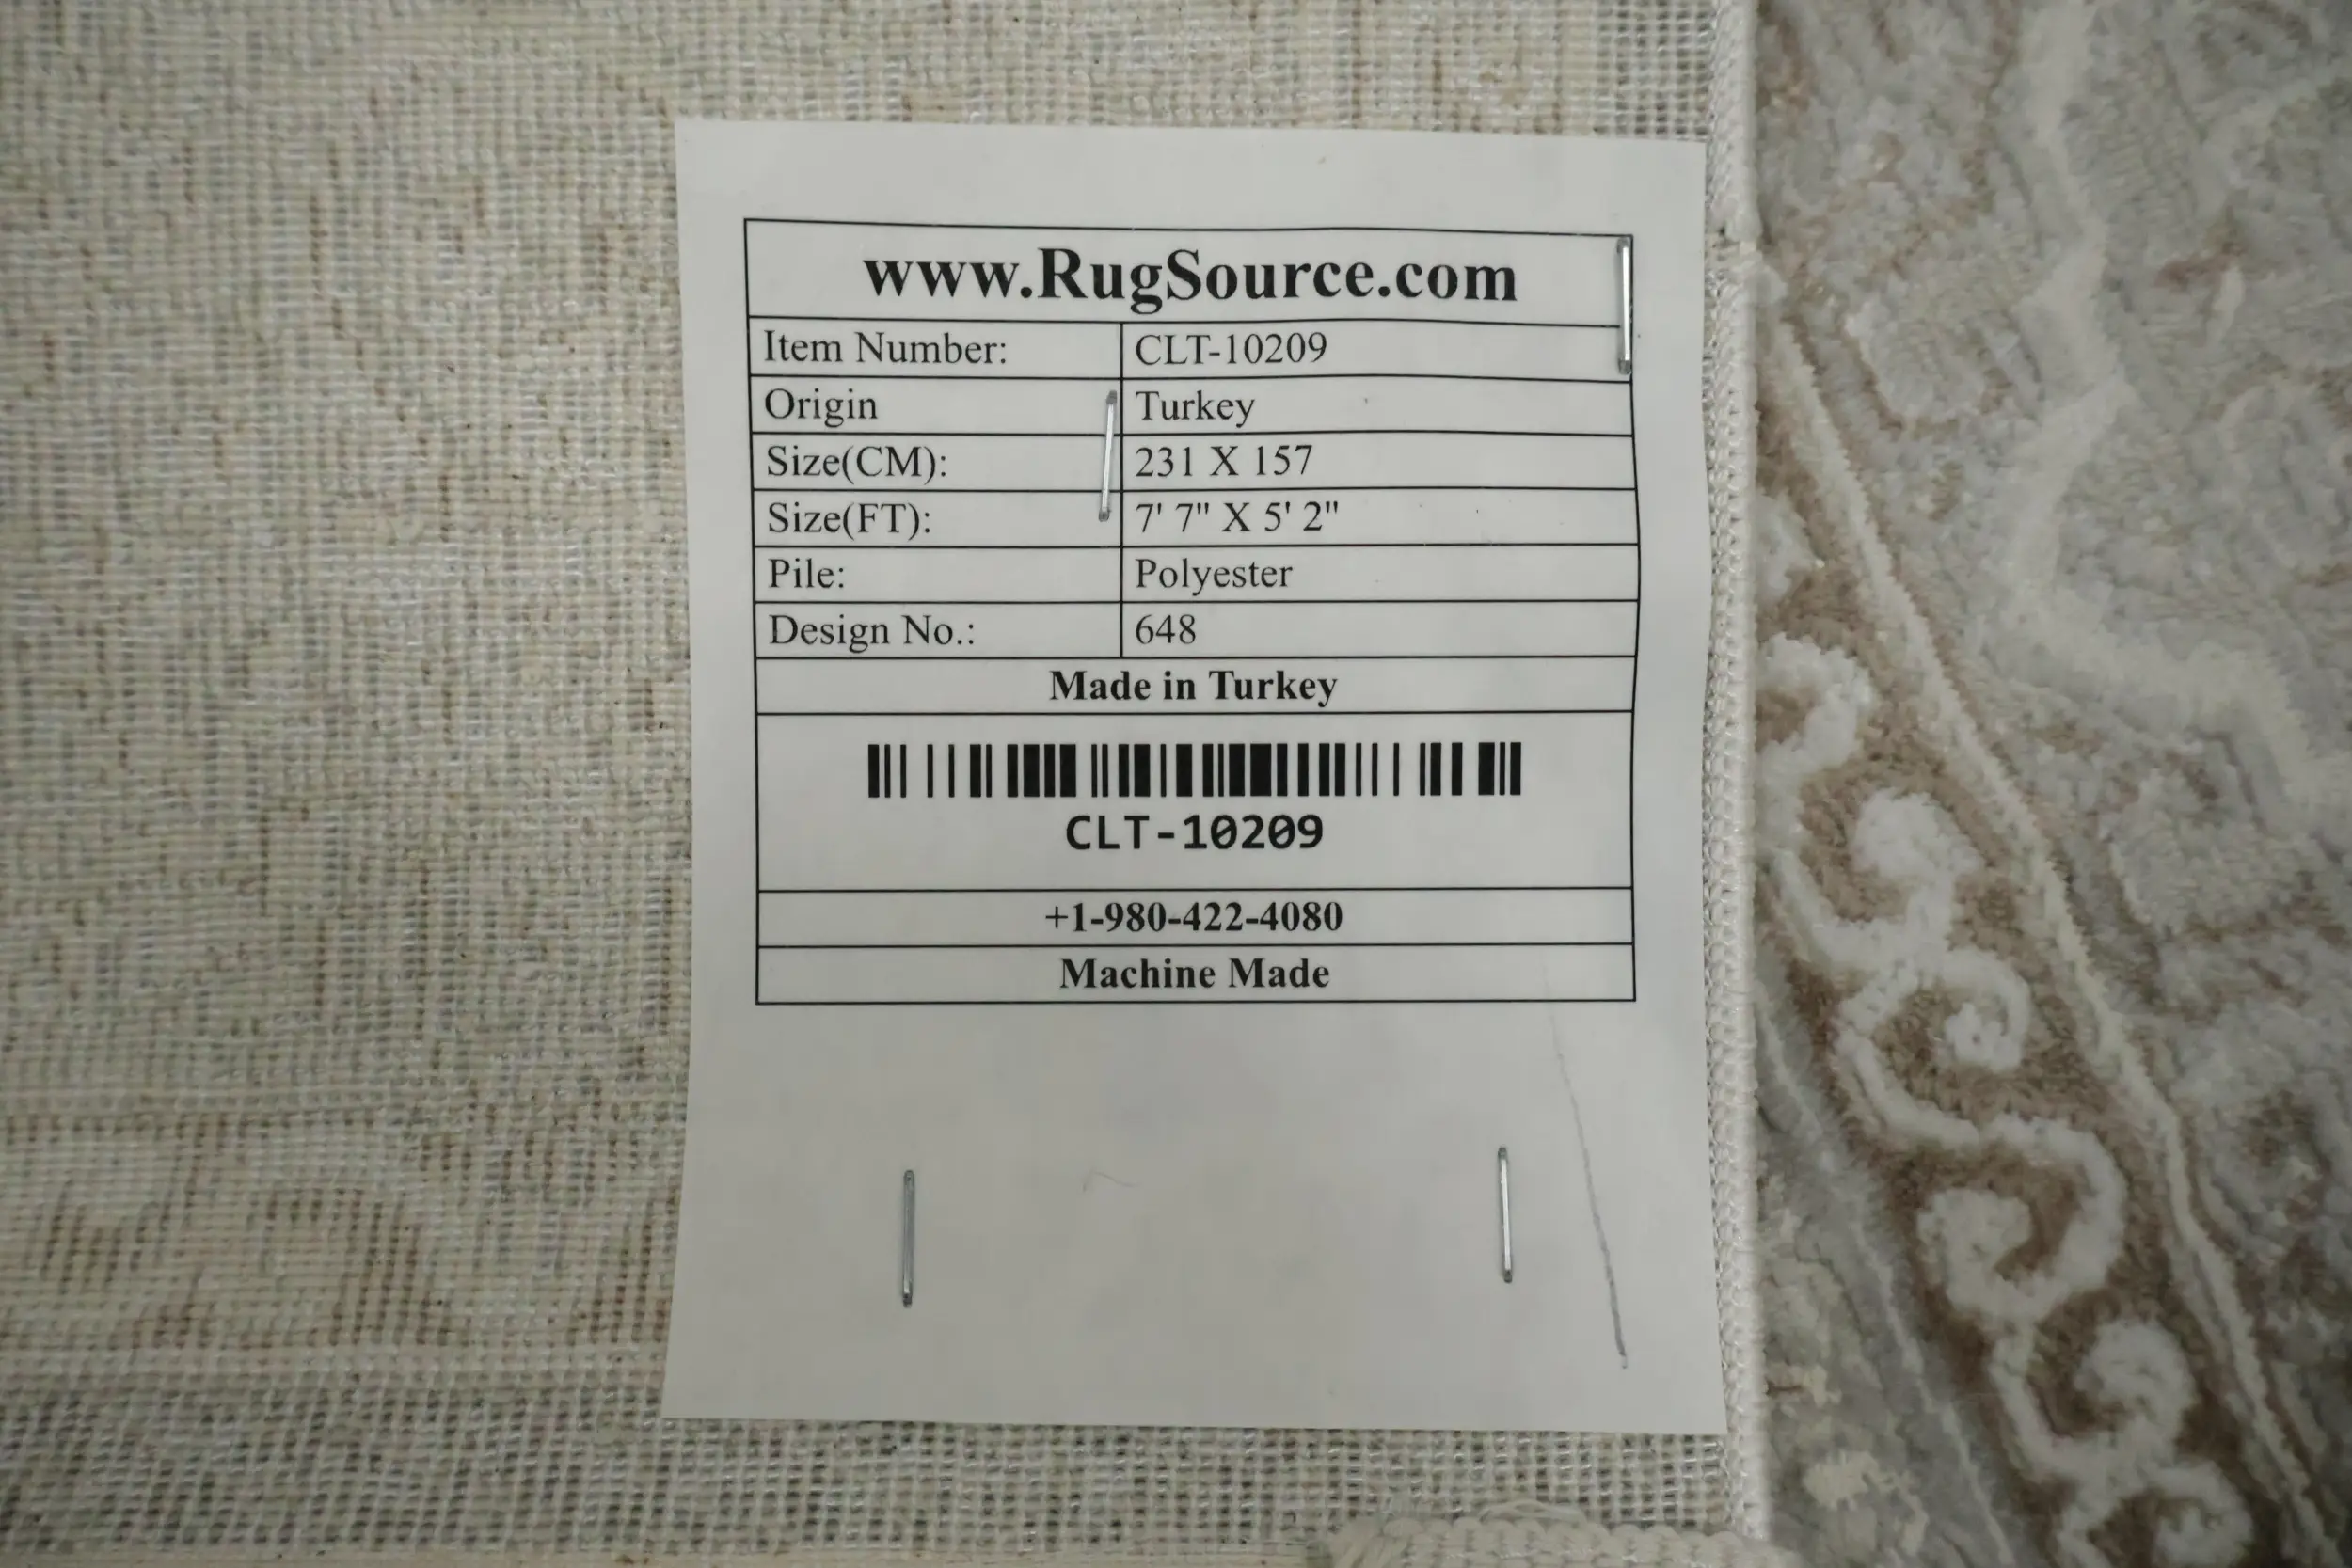 www.RugSource.com
Item Number: CLT-10209
Origin Turkey
Size(CM): 231 X 157
Size(FT): 7' 7" X 5' 2"
Pile: Polyester
Design No.: 648
Made in Turkey
CLT-10209
+1-980-422-4080
Machine Made